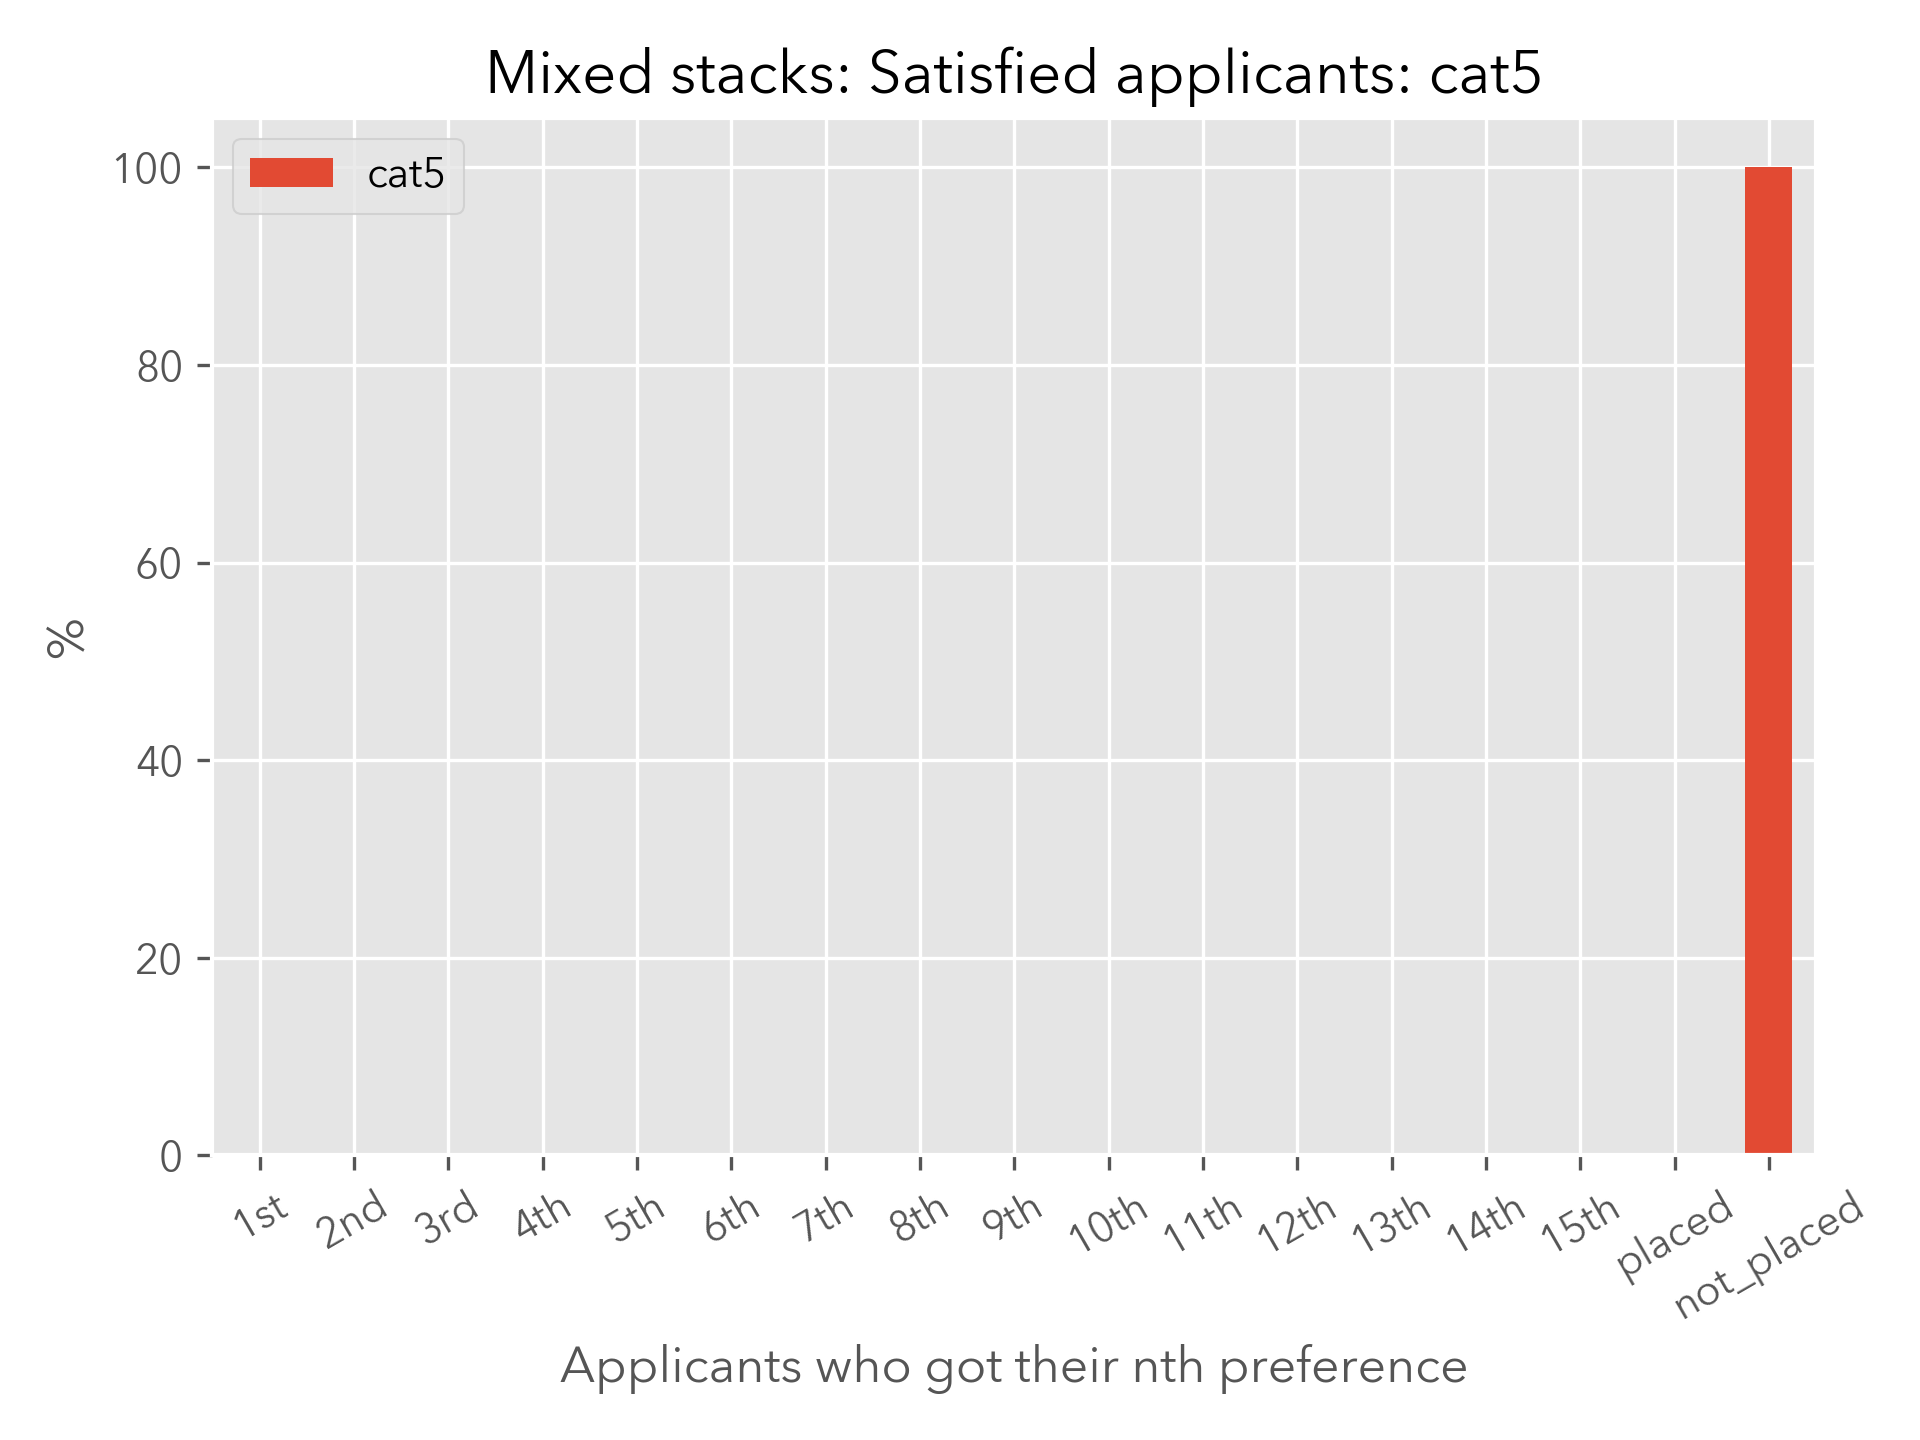 Mixed stacks: Satisfied applicants: cat5
cat5
100
80
60
40
20
0
%
1st 2nd 3rd 4th 5th 6th 7th 8th 9th 10th 11th 12th 13th 14th 15th placed not_placed
Applicants who got their nth preference